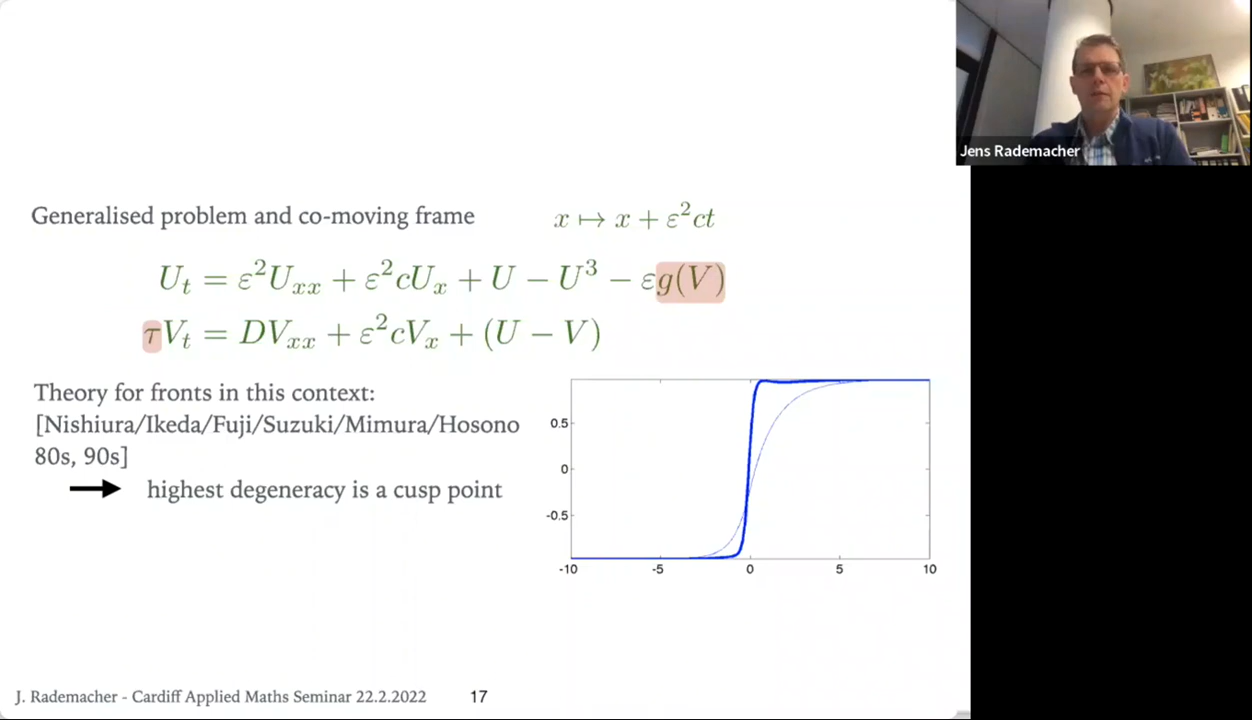 Jens Rademacher
Generalised problem and co-moving frame x ↦ x + ε²ct
U_t = ε²U_xx + ε²cU_x + U − U³ − εg(V)
τV_t = DV_xx + ε²cV_x + (U − V)
Theory for fronts in this context:
[Nishiura/Ikeda/Fuji/Suzuki/Mimura/Hosono
80s, 90s]
highest degeneracy is a cusp point
0.5
0
-0.5
-10 -5 0 5 10
J. Rademacher - Cardiff Applied Maths Seminar 22.2.2022 17